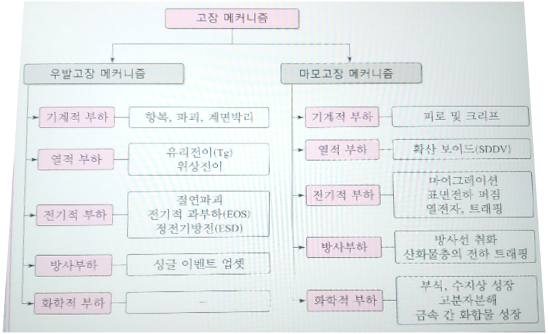 고장 메커니즘
우발고장 메커니즘
기계적 부하
항복, 파괴, 계면박리
열적 부하
유리전이(Tg)
위상전이
전기적 부하
절연파괴
전기적 과부하(EOS)
정전기방전(ESD)
방사부하
싱글 이벤트 업셋
화학적 부하
—
마모고장 메커니즘
기계적 부하
피로 및 크리프
열적 부하
확산 보이드(SDDV)
전기적 부하
마이그레이션
표면전하 퍼짐
열전자, 트래핑
방사부하
방사선 취화
산화물층의 전하 트래핑
화학적 부하
부식, 수지상 성장
고분자분해
금속 간 화합물 성장